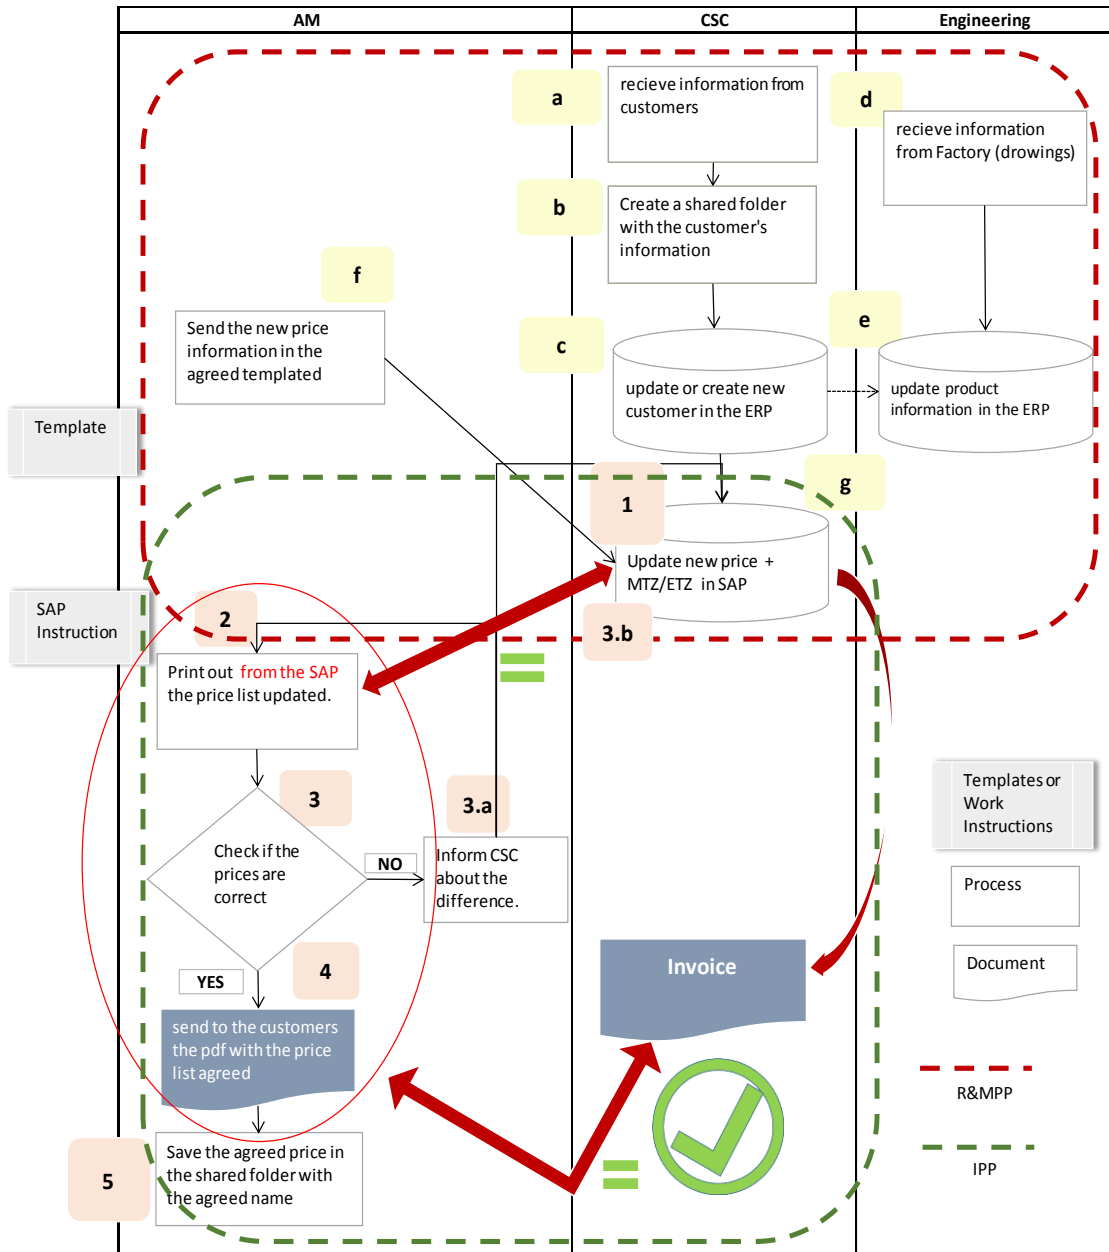 AM
CSC
Engineering
a
recieve information from
customers
d
recieve information
from Factory (drowings)
b
Create a shared folder
with the customer's
information
f
Send the new price
information in the
agreed templated
c
update or create new
customer in the ERP
e
update product
information in the ERP
Template
g
1
Update new price +
MTZ/ETZ in SAP
SAP
Instruction
2
3.b
Print out from the SAP
the price list updated.
3
3.a
Check if the
prices are
correct
NO
Inform CSC
about the
difference.
Templates or
Work
Instructions
Process
4
YES
Invoice
Document
send to the customers
the pdf with the price
list agreed
R&MPP
5
Save the agreed price in
the shared folder with
the agreed name
IPP